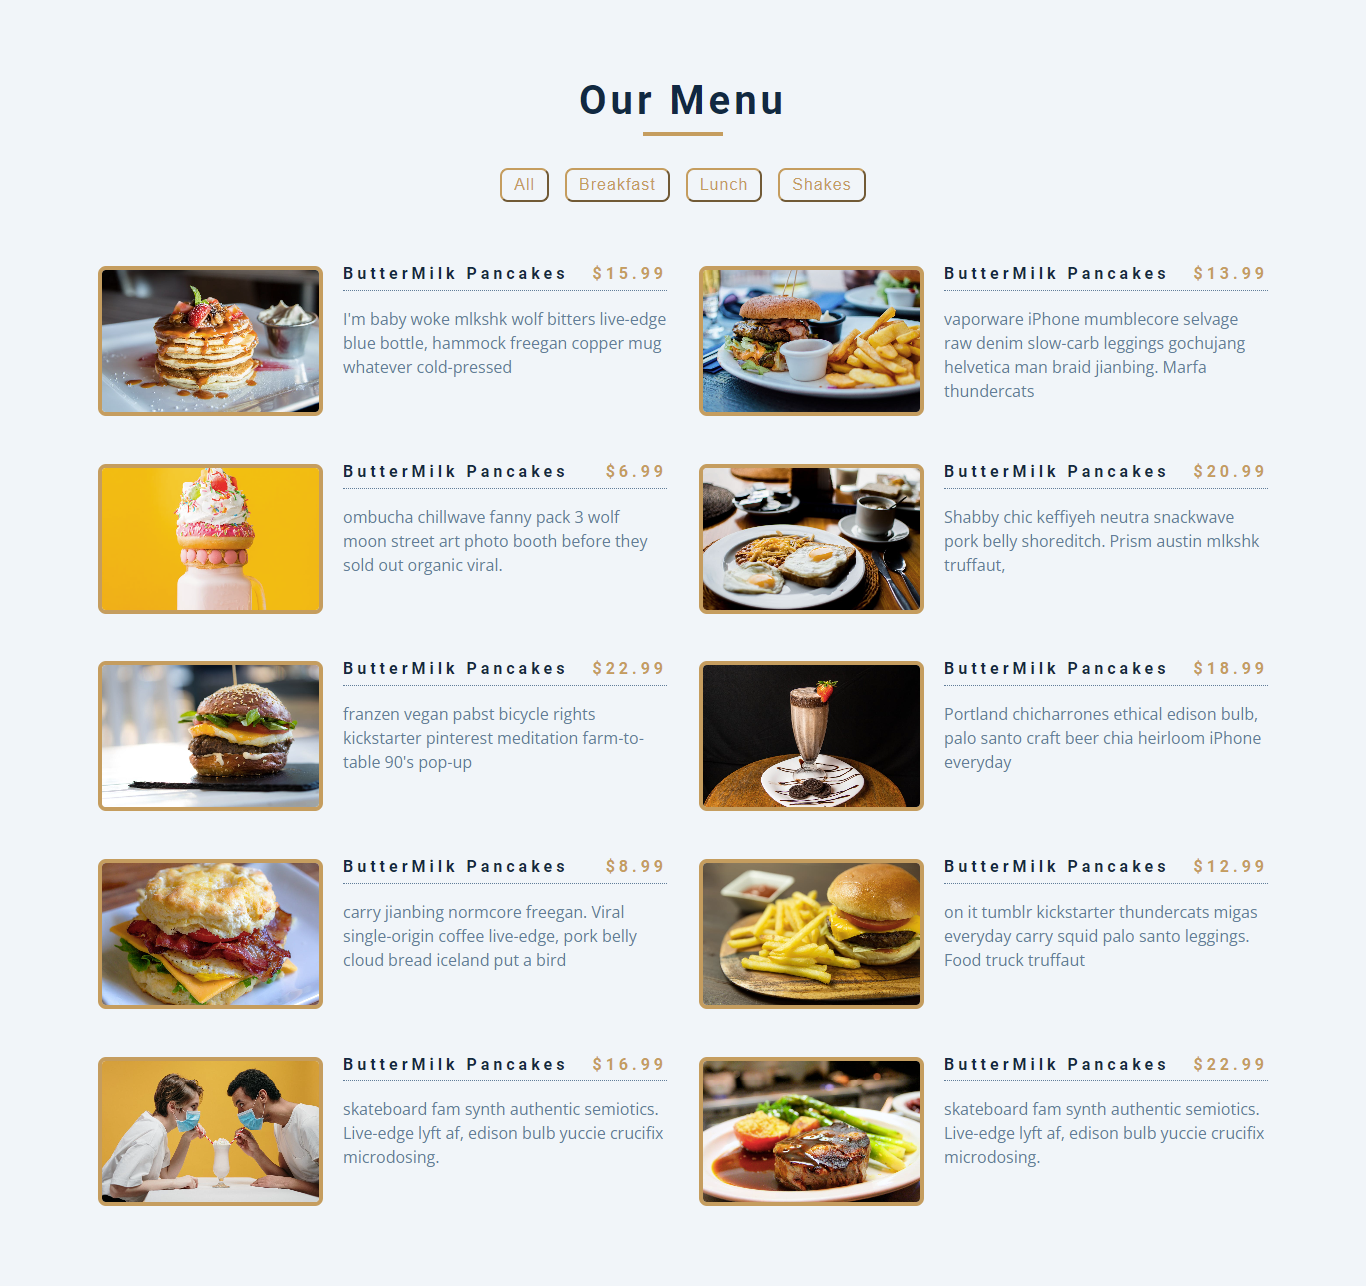 Our Menu
All Breakfast Lunch Shakes
ButterMilk Pancakes $15.99
I'm baby woke mlkshk wolf bitters live-edge
blue bottle, hammock freegan copper mug
whatever cold-pressed
ButterMilk Pancakes $13.99
vaporware iPhone mumblecore selvage
raw denim slow-carb leggings gochujang
helvetica man braid jianbing. Marfa
thundercats
ButterMilk Pancakes $6.99
ombucha chillwave fanny pack 3 wolf
moon street art photo booth before they
sold out organic viral.
ButterMilk Pancakes $20.99
Shabby chic keffiyeh neutra snackwave
pork belly shoreditch. Prism austin mlkshk
truffaut,
ButterMilk Pancakes $22.99
franzen vegan pabst bicycle rights
kickstarter pinterest meditation farm-to-
table 90's pop-up
ButterMilk Pancakes $18.99
Portland chicharrones ethical edison bulb,
palo santo craft beer chia heirloom iPhone
everyday
ButterMilk Pancakes $8.99
carry jianbing normcore freegan. Viral
single-origin coffee live-edge, pork belly
cloud bread iceland put a bird
ButterMilk Pancakes $12.99
on it tumblr kickstarter thundercats migas
everyday carry squid palo santo leggings.
Food truck truffaut
ButterMilk Pancakes $16.99
skateboard fam synth authentic semiotics.
Live-edge lyft af, edison bulb yuccie crucifix
microdosing.
ButterMilk Pancakes $22.99
skateboard fam synth authentic semiotics.
Live-edge lyft af, edison bulb yuccie crucifix
microdosing.